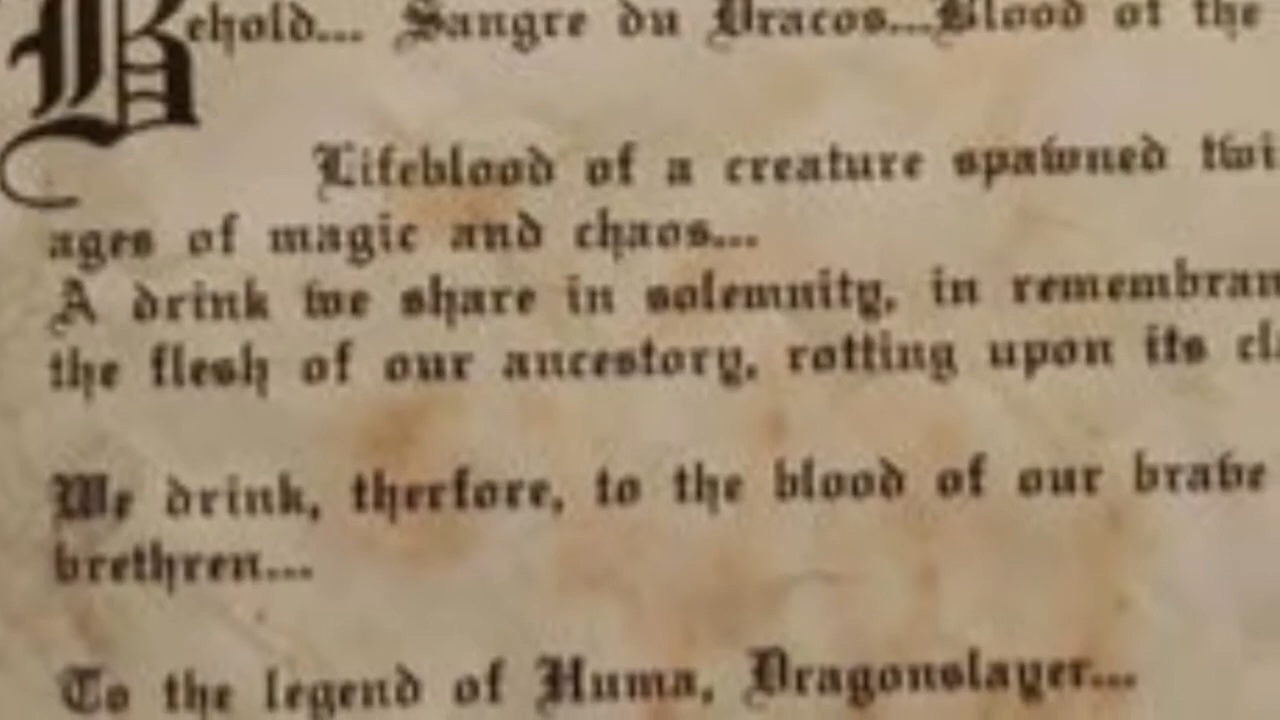 Behold... Sangre du Dracos...Blood of the
Lifeblood of a creature spawned twi
ages of magic and chaos...
A drink we share in solemnity, in remembran
the flesh of our ancestory, rotting upon its cl
We drink, therfore, to the blood of our brave
brethren...
To the legend of Huma, Dragonslayer...